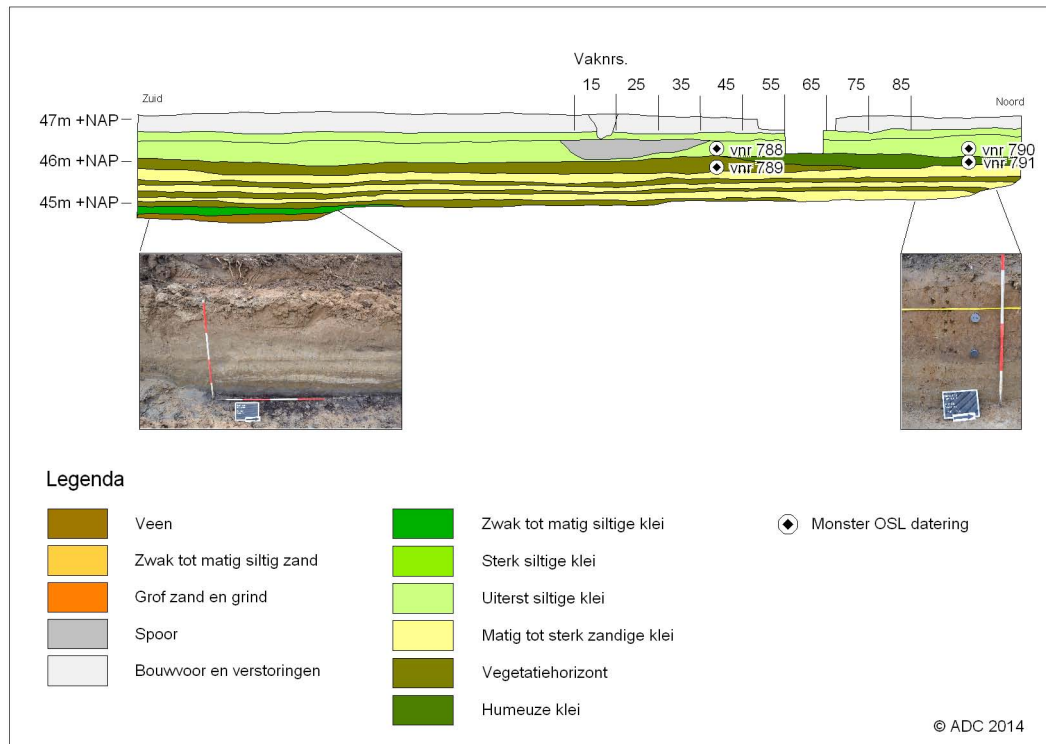 Vaknrs.
15 25 35 45 55 65 75 85
Zuid
Noord
47m +NAP
46m +NAP
45m +NAP
vnr 788
vnr 789
vnr 790
vnr 791
Legenda
Veen
Zwak tot matig siltig zand
Grof zand en grind
Spoor
Bouwvoor en verstoringen
Zwak tot matig siltige klei
Sterk siltige klei
Uiterst siltige klei
Matig tot sterk zandige klei
Vegetatiehorizont
Humeuze klei
Monster OSL datering
© ADC 2014